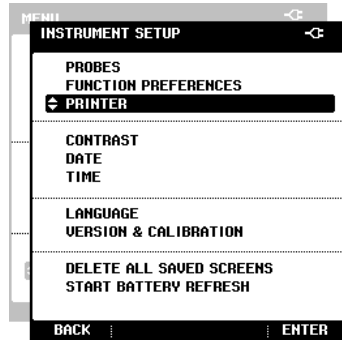 MENU
INSTRUMENT SETUP
PROBES
FUNCTION PREFERENCES
PRINTER
CONTRAST
DATE
TIME
LANGUAGE
VERSION & CALIBRATION
DELETE ALL SAVED SCREENS
START BATTERY REFRESH
BACK
ENTER